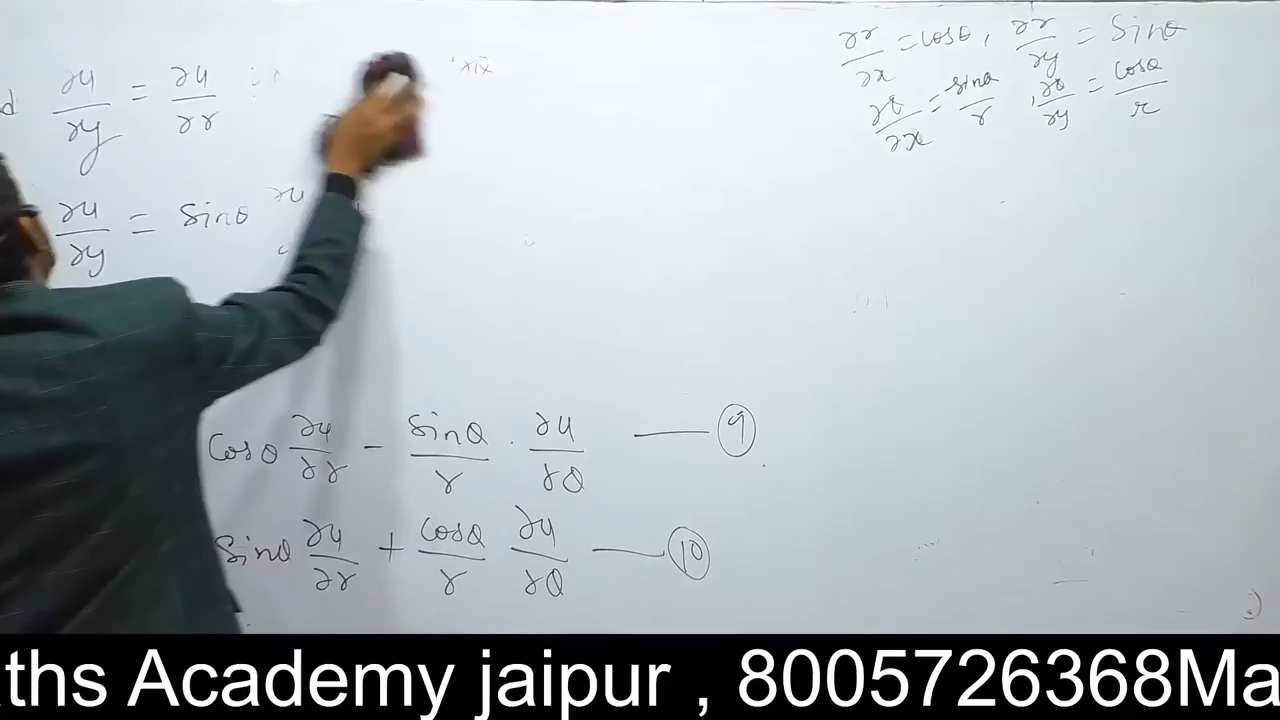 ∂r/∂x = cosθ, ∂r/∂y = Sinθ
∂θ/∂x = sinθ/r, ∂θ/∂y = cosθ/r
∂u/∂y = ∂u/∂r
∂u/∂y = Sinθ ∂u
Cosθ ∂u/∂r - Sinθ/r · ∂u/∂θ —— 9
Sinθ ∂u/∂r + Cosθ/r ∂u/∂θ —— 10
ths Academy jaipur , 8005726368Ma